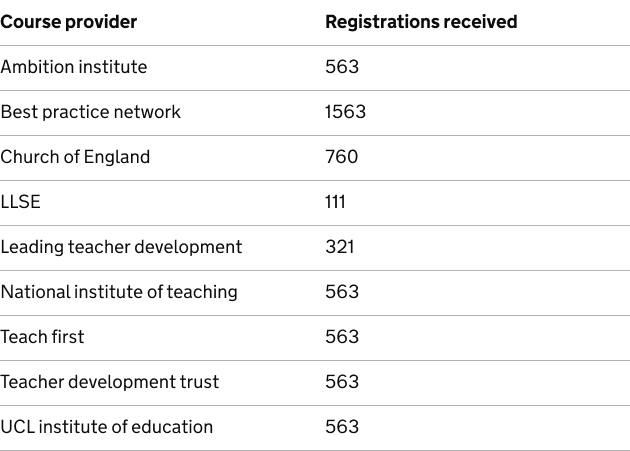 Course provider Registrations received
Ambition institute 563
Best practice network 1563
Church of England 760
LLSE 111
Leading teacher development 321
National institute of teaching 563
Teach first 563
Teacher development trust 563
UCL institute of education 563